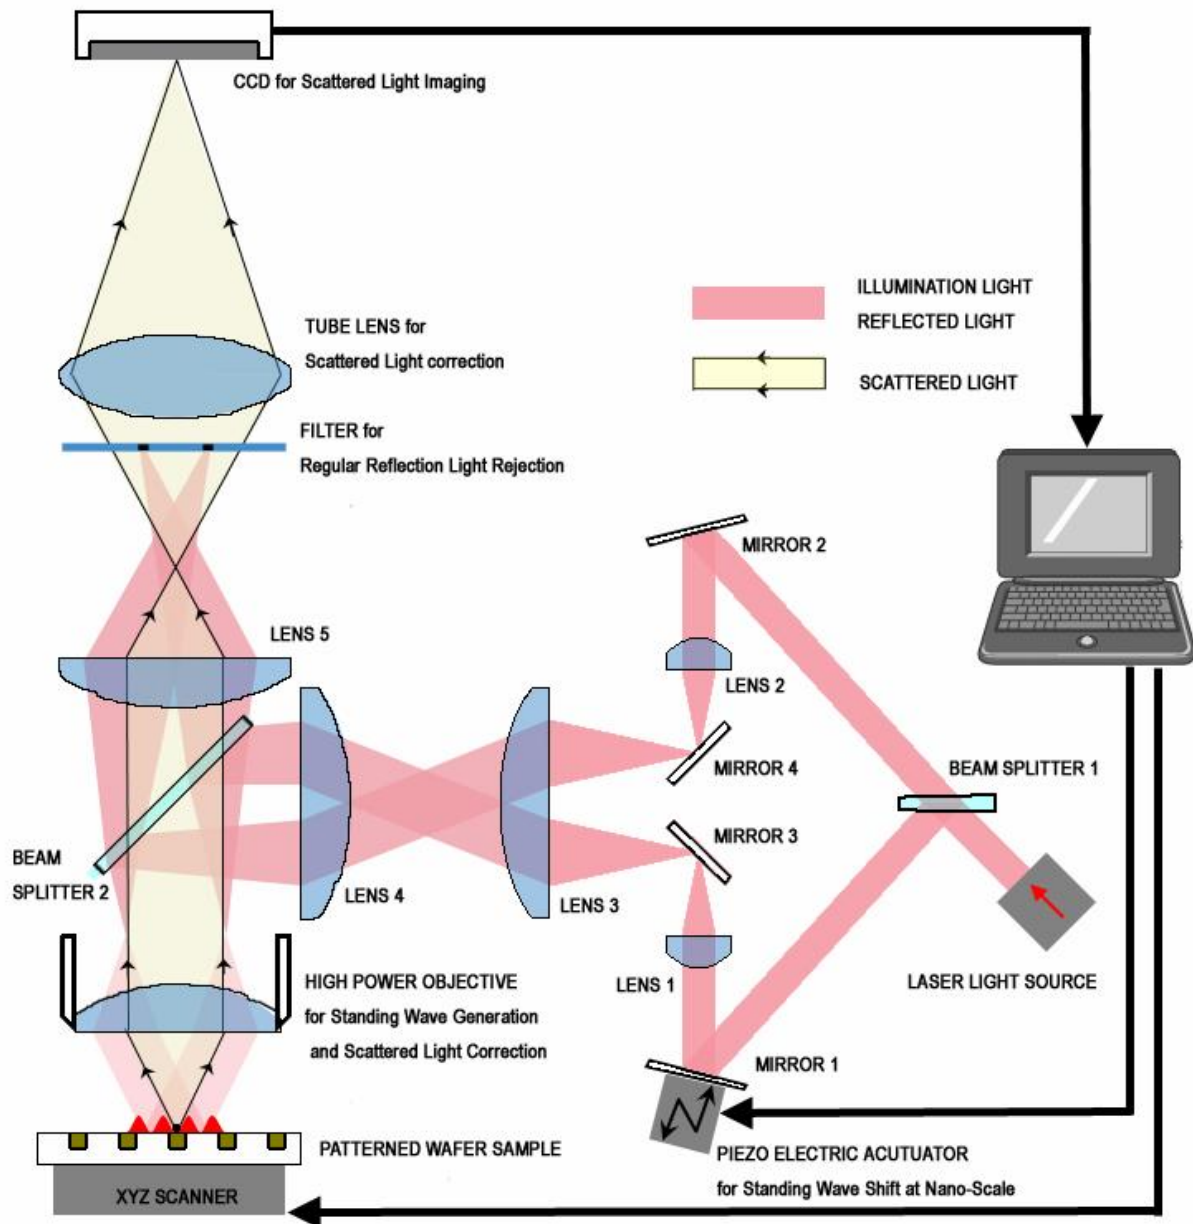 CCD for Scattered Light Imaging
ILLUMINATION LIGHT
REFLECTED LIGHT
SCATTERED LIGHT
TUBE LENS for
Scattered Light correction
FILTER for
Regular Reflection Light Rejection
MIRROR 2
LENS 5
LENS 2
MIRROR 4
BEAM SPLITTER 1
MIRROR 3
BEAM
SPLITTER 2
LENS 4
LENS 3
LENS 1
LASER LIGHT SOURCE
HIGH POWER OBJECTIVE
for Standing Wave Generation
and Scattered Light Correction
MIRROR 1
PATTERNED WAFER SAMPLE
PIEZO ELECTRIC ACUTUATOR
for Standing Wave Shift at Nano-Scale
XYZ SCANNER